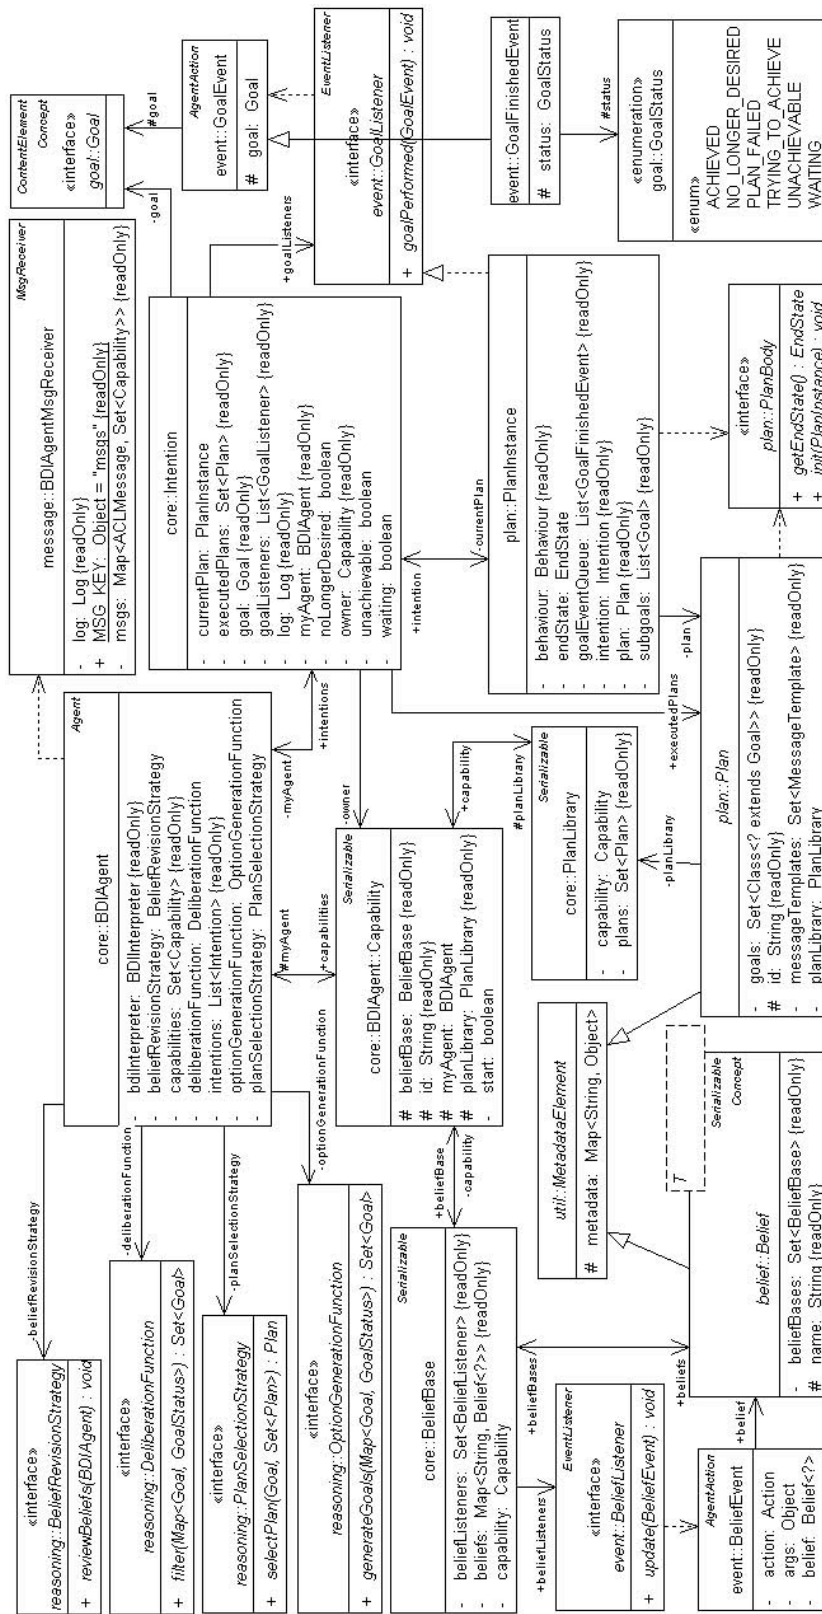 «interface»
reasoning::BeliefRevisionStrategy
+ reviewBeliefs(BDIAgent) : void
-beliefRevisionStrategy
«interface»
reasoning::DeliberationFunction
+ filter(Map<Goal, GoalStatus>) : Set<Goal>
-deliberationFunction
«interface»
reasoning::PlanSelectionStrategy
+ selectPlan(Goal, Set<Plan>) : Plan
-planSelectionStrategy
«interface»
reasoning::OptionGenerationFunction
+ generateGoals(Map<Goal, GoalStatus>) : Set<Goal>
-optionGenerationFunction
Agent
core::BDIAgent
- bdiInterpreter: BDIInterpreter {readOnly}
- beliefRevisionStrategy: BeliefRevisionStrategy
- capabilities: Set<Capability> {readOnly}
- deliberationFunction: DeliberationFunction
- intentions: List<Intention> {readOnly}
- optionGenerationFunction: OptionGenerationFunction
- planSelectionStrategy: PlanSelectionStrategy
MsgReceiver
message::BDIAgentMsgReceiver
- log: Log {readOnly}
+ MSG_KEY: Object = "msgs" {readOnly}
- msgs: Map<ACLMessage, Set<Capability>> {readOnly}
ContentElement
Concept
«interface»
goal::Goal
-goal
#goal
AgentAction
event::GoalEvent
# goal: Goal
EventListener
«interface»
event::GoalListener
+ goalPerformed(GoalEvent) : void
+goalListeners
event::GoalFinishedEvent
# status: GoalStatus
#status
«enumeration»
goal::GoalStatus
«enum»
ACHIEVED
NO_LONGER_DESIRED
PLAN_FAILED
TRYING_TO_ACHIEVE
UNACHIEVABLE
WAITING
core::Intention
- currentPlan: PlanInstance
- executedPlans: Set<Plan> {readOnly}
- goal: Goal {readOnly}
- goalListeners: List<GoalListener> {readOnly}
- log: Log {readOnly}
- myAgent: BDIAgent {readOnly}
- noLongerDesired: boolean
- owner: Capability {readOnly}
- unachievable: boolean
- waiting: boolean
-myAgent
+intentions
#myAgent
+capabilities
-owner
+intention
-currentPlan
Serializable
core::BDIAgent::Capability
# beliefBase: BeliefBase {readOnly}
# id: String {readOnly}
# myAgent: BDIAgent
# planLibrary: PlanLibrary {readOnly}
- start: boolean
+beliefBase
-capability
+capability
#planLibrary
Serializable
core::BeliefBase
- beliefListeners: Set<BeliefListener> {readOnly}
- beliefs: Map<String, Belief<?>> {readOnly}
- capability: Capability
Serializable
core::PlanLibrary
- capability: Capability
- plans: Set<Plan> {readOnly}
plan::PlanInstance
- behaviour: Behaviour {readOnly}
- endState: EndState
- goalEventQueue: List<GoalFinishedEvent> {readOnly}
- intention: Intention {readOnly}
- plan: Plan {readOnly}
- subgoals: List<Goal> {readOnly}
-plan
+executedPlans
-planLibrary
«interface»
plan::PlanBody
+ getEndState() : EndState
+ init(PlanInstance) : void
util::MetadataElement
# metadata: Map<String, Object>
+beliefBases
+beliefs
+beliefListeners
EventListener
«interface»
event::BeliefListener
+ update(BeliefEvent) : void
AgentAction
event::BeliefEvent
- action: Action
- args: Object
- belief: Belief<?>
+belief
T
Serializable
Concept
belief::Belief
- beliefBases: Set<BeliefBase> {readOnly}
# name: String {readOnly}
plan::Plan
- goals: Set<Class<? extends Goal>> {readOnly}
# id: String {readOnly}
- messageTemplates: Set<MessageTemplate> {readOnly}
- planLibrary: PlanLibrary